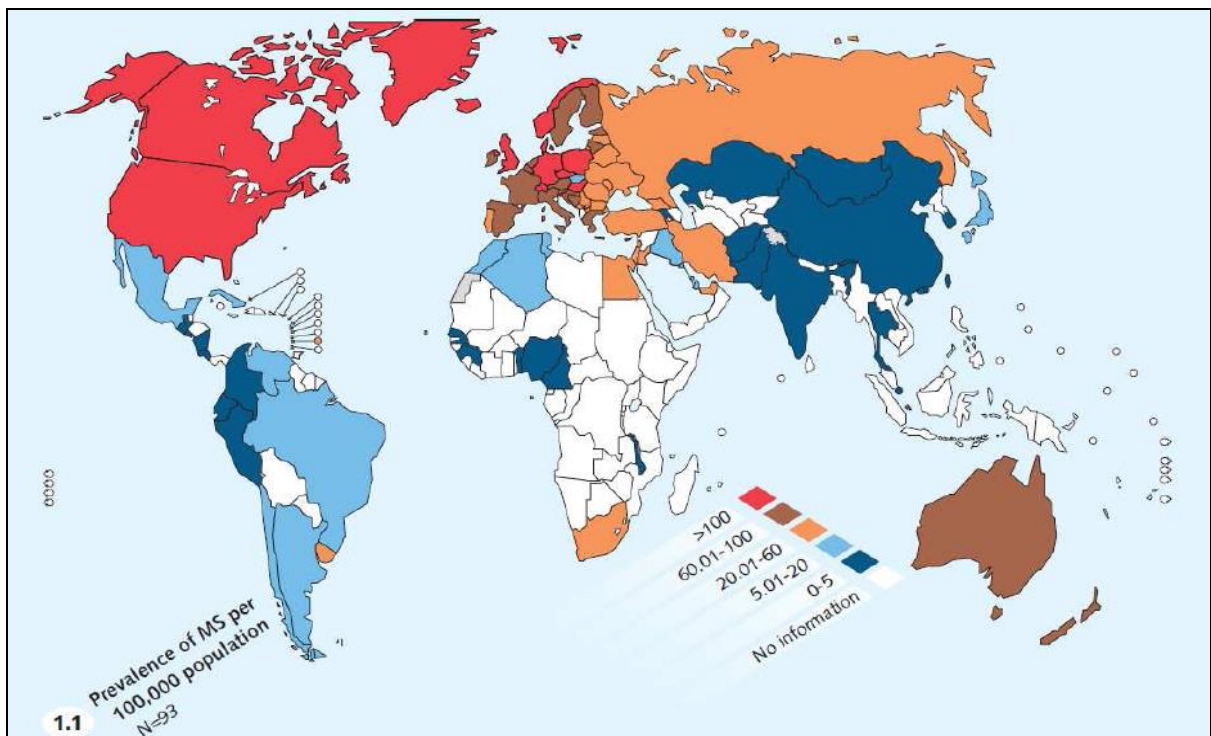 >100
60.01-100
20.01-60
5.01-20
0-5
No information
Prevalence of MS per
100,000 population
N=93
1.1